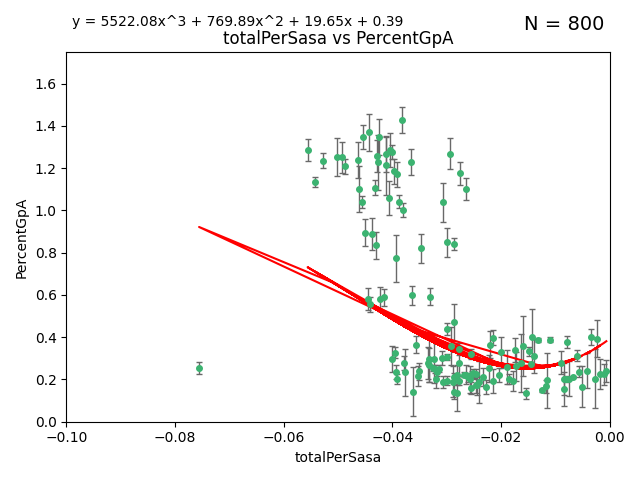 y = 5522.08x^3 + 769.89x^2 + 19.65x + 0.39
N = 800
totalPerSasa vs PercentGpA
PercentGpA
1.6
1.4
1.2
1.0
0.8
0.6
0.4
0.2
0.0
−0.10 −0.08 −0.06 −0.04 −0.02 0.00
totalPerSasa